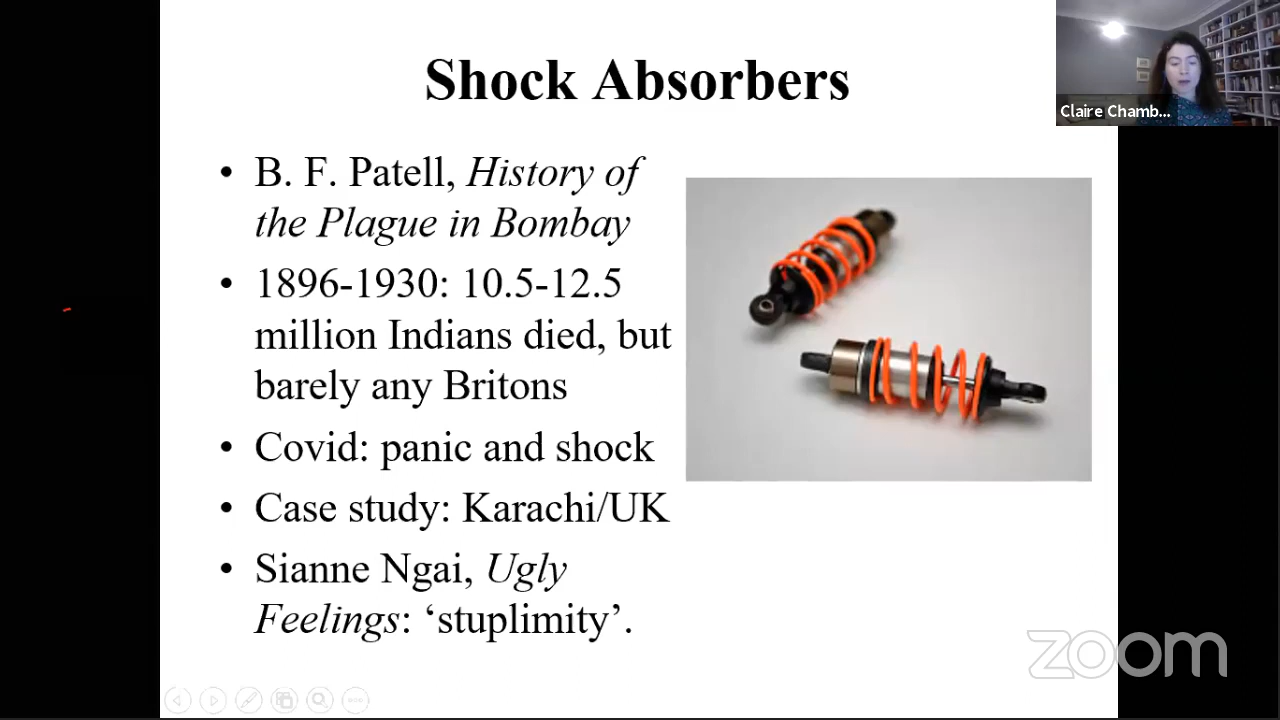 Shock Absorbers
Claire Chamb...
• B. F. Patell, History of
the Plague in Bombay
• 1896-1930: 10.5-12.5
million Indians died, but
barely any Britons
• Covid: panic and shock
• Case study: Karachi/UK
• Sianne Ngai, Ugly
Feelings: ‘stuplimity’.
zoom